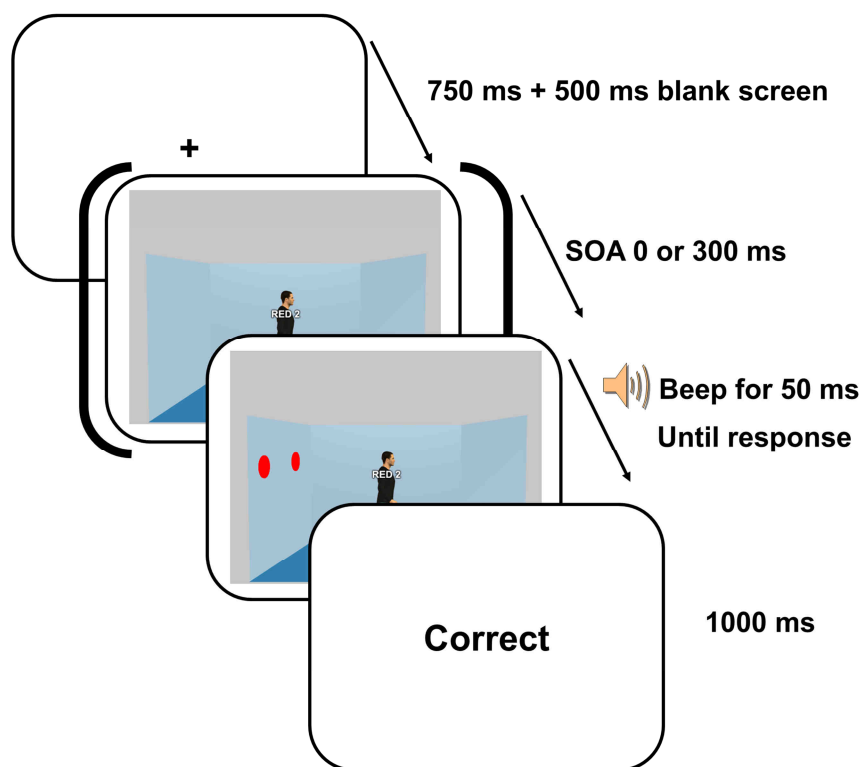 750 ms + 500 ms blank screen
+
SOA 0 or 300 ms
RED 2
Beep for 50 ms
Until response
RED 2
Correct
1000 ms